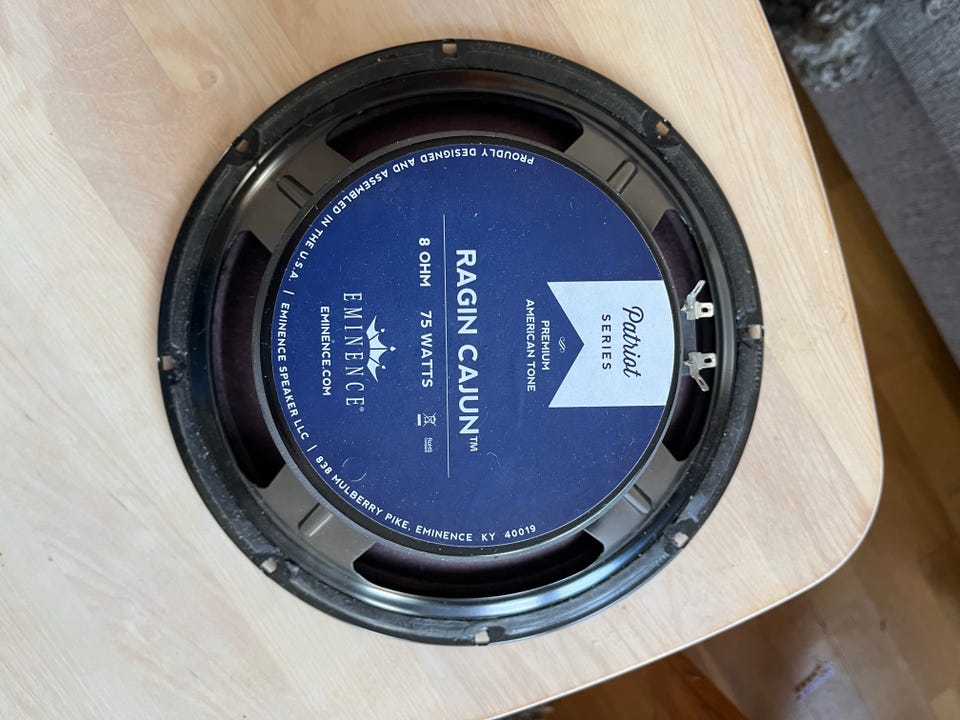 Patriot
SERIES
PREMIUM
AMERICAN TONE
RAGIN CAJUN™
8 OHM 75 WATTS
RoHS
EMINENCE®
EMINENCE.COM
PROUDLY DESIGNED AND ASSEMBLED IN THE U.S.A. | EMINENCE SPEAKER LLC | 838 MULBERRY PIKE, EMINENCE KY 40019